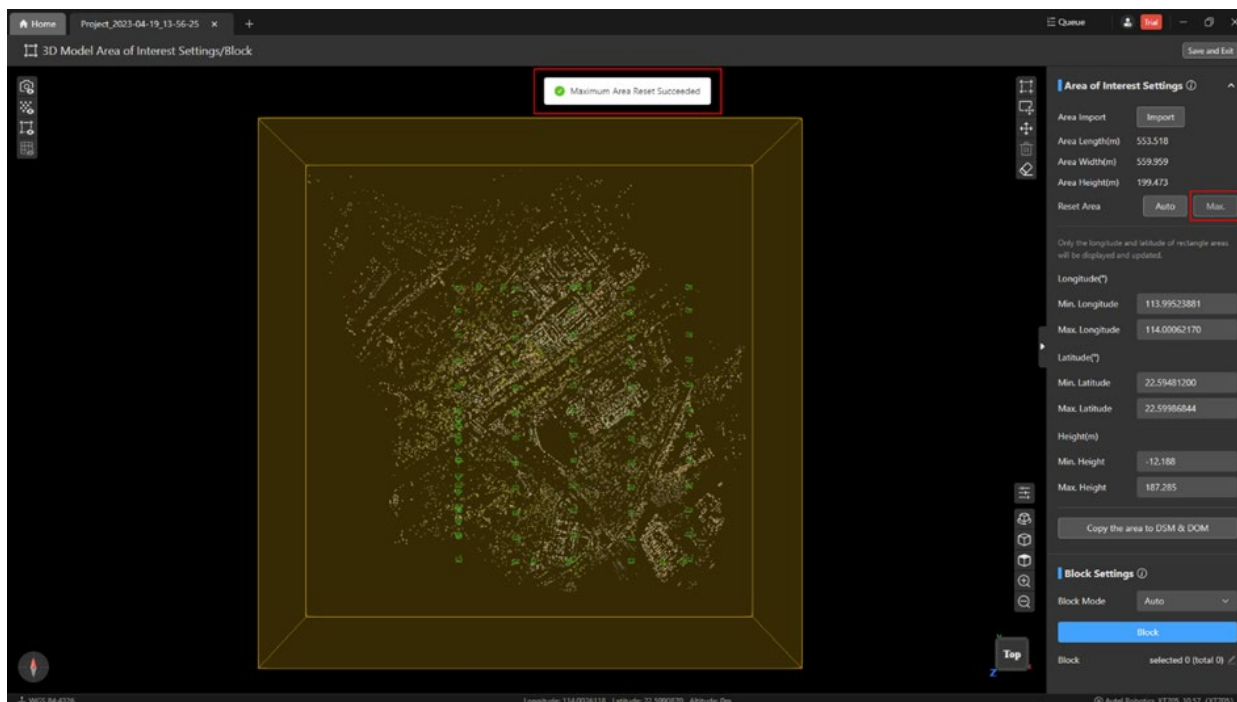 Home Project_2023-04-19_13-56-25 × + Queue Trial
3D Model Area of Interest Settings/Block Save and Exit
Maximum Area Reset Succeeded
Area of Interest Settings
Area Import Import
Area Length(m) 553.518
Area Width(m) 559.959
Area Height(m) 199.473
Reset Area Auto Max.
Only the longitude and latitude of rectangle areas
will be displayed and updated.
Longitude(°)
Min. Longitude 113.99523881
Max. Longitude 114.00062170
Latitude(°)
Min. Latitude 22.59481200
Max. Latitude 22.59986844
Height(m)
Min. Height -12.188
Max. Height 187.285
Copy the area to DSM & DOM
Block Settings
Block Mode Auto
Block
Block selected 0 (total 0)
Top
Z
WGS 84:4326